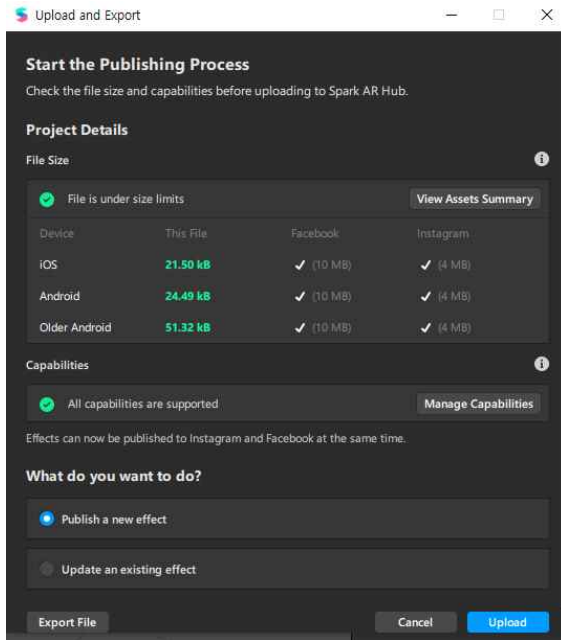 Upload and Export
Start the Publishing Process
Check the file size and capabilities before uploading to Spark AR Hub.
Project Details
File Size
File is under size limits View Assets Summary
Device This File Facebook Instagram
iOS 21.50 kB (10 MB) (4 MB)
Android 24.49 kB (10 MB) (4 MB)
Older Android 51.32 kB (10 MB) (4 MB)
Capabilities
All capabilities are supported Manage Capabilities
Effects can now be published to Instagram and Facebook at the same time.
What do you want to do?
Publish a new effect
Update an existing effect
Export File Cancel Upload